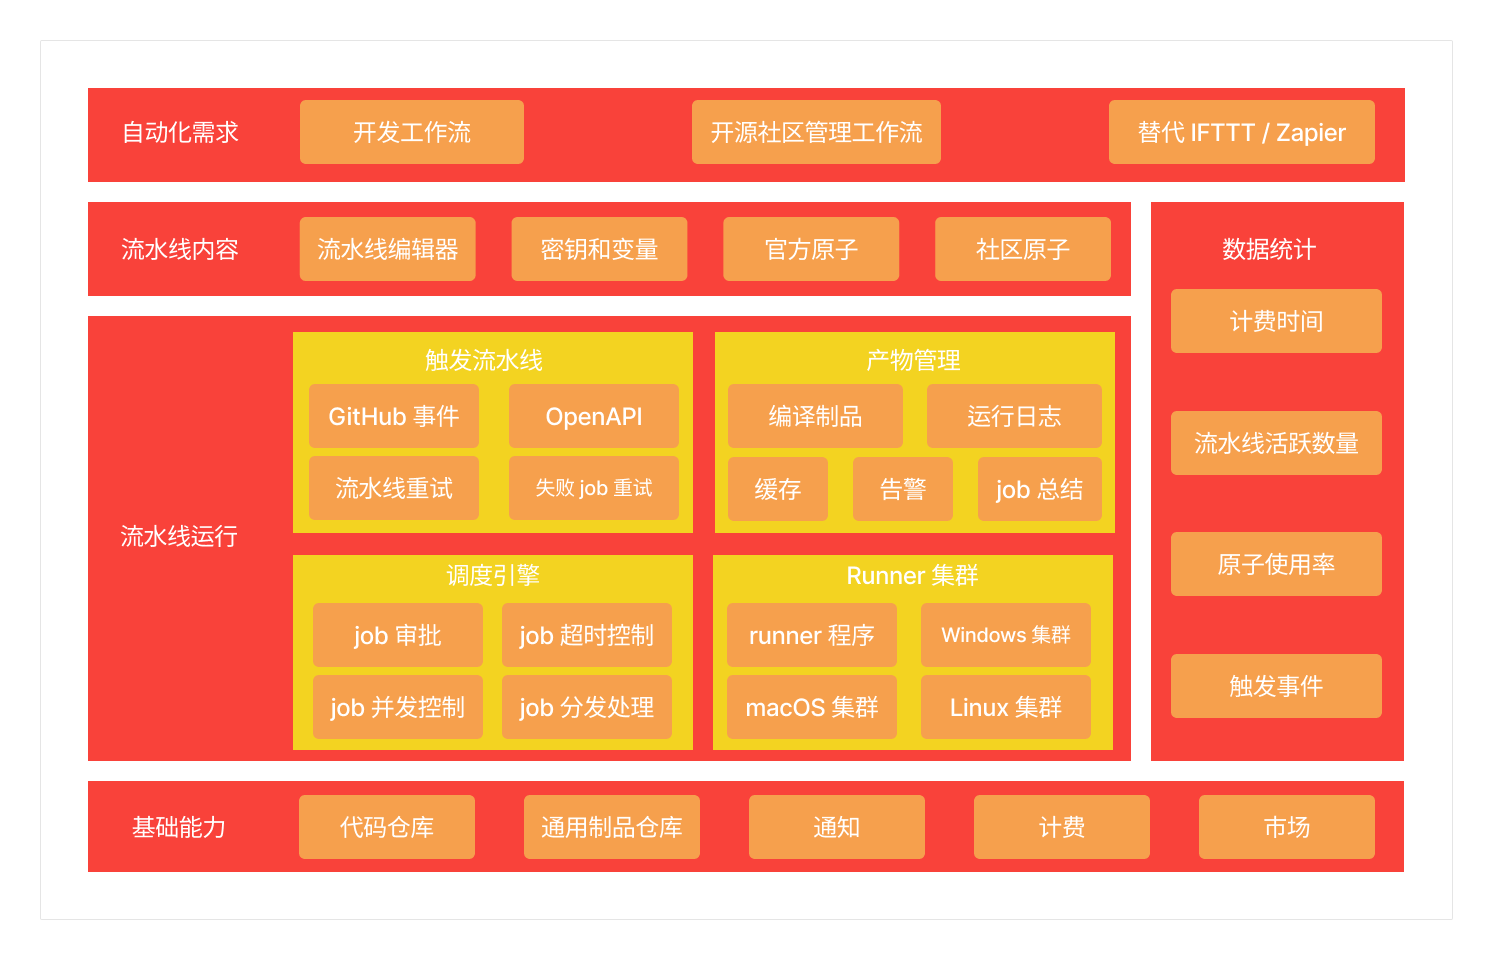 自动化需求
开发工作流
开源社区管理工作流
替代 IFTTT / Zapier
流水线内容
流水线编辑器
密钥和变量
官方原子
社区原子
数据统计
计费时间
流水线活跃数量
原子使用率
触发事件
流水线运行
触发流水线
GitHub 事件
OpenAPI
流水线重试
失败 job 重试
产物管理
编译制品
运行日志
缓存
告警
job 总结
调度引擎
job 审批
job 超时控制
job 并发控制
job 分发处理
Runner 集群
runner 程序
Windows 集群
macOS 集群
Linux 集群
基础能力
代码仓库
通用制品仓库
通知
计费
市场